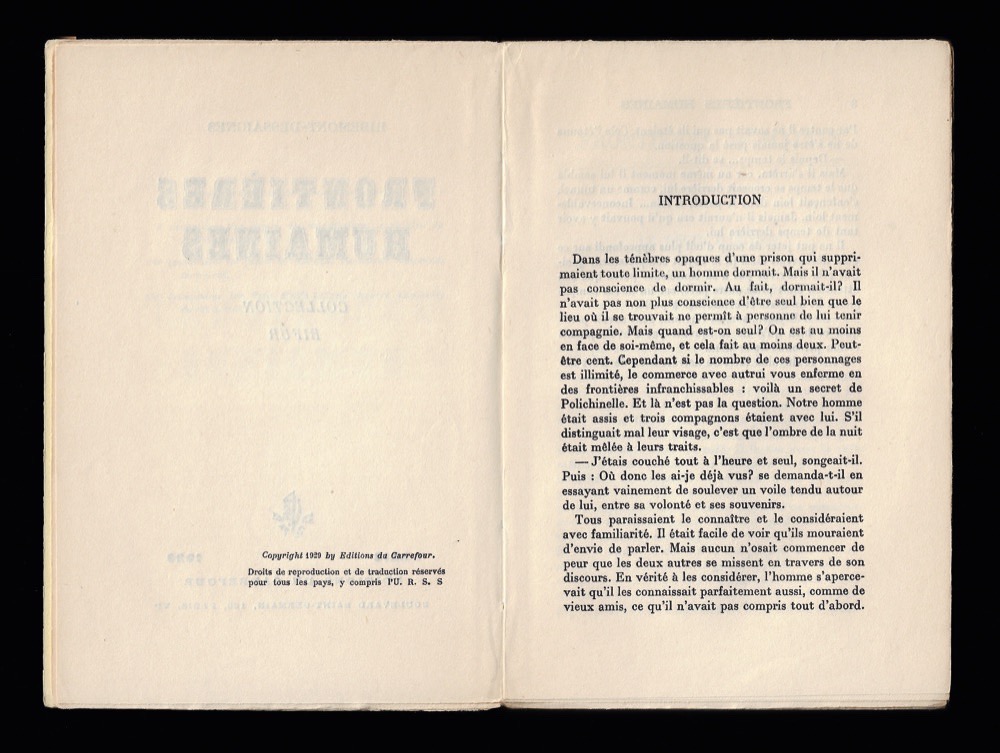 Copyright 1929 by Editions du Carrefour.
Droits de reproduction et de traduction réservés
pour tous les pays, y compris l'U. R. S. S
INTRODUCTION
Dans les ténèbres opaques d'une prison qui suppri-
maient toute limite, un homme dormait. Mais il n'avait
pas conscience de dormir. Au fait, dormait-il? Il
n'avait pas non plus conscience d'être seul bien que le
lieu où il se trouvait ne permît à personne de lui tenir
compagnie. Mais quand est-on seul? On est au moins
en face de soi-même, et cela fait au moins deux. Peut-
être cent. Cependant si le nombre de ces personnages
est illimité, le commerce avec autrui vous enferme en
des frontières infranchissables : voilà un secret de
Polichinelle. Et là n'est pas la question. Notre homme
était assis et trois compagnons étaient avec lui. S'il
distinguait mal leur visage, c'est que l'ombre de la nuit
était mêlée à leurs traits.
— J'étais couché tout à l'heure et seul, songeait-il.
Puis : Où donc les ai-je déjà vus? se demanda-t-il en
essayant vainement de soulever un voile tendu autour
de lui, entre sa volonté et ses souvenirs.
Tous paraissaient le connaître et le considéraient
avec familiarité. Il était facile de voir qu'ils mouraient
d'envie de parler. Mais aucun n'osait commencer de
peur que les deux autres se missent en travers de son
discours. En vérité à les considérer, l'homme s'aperce-
vait qu'il les connaissait parfaitement aussi, comme de
vieux amis, ce qu'il n'avait pas compris tout d'abord.
FRONTIÈRES
HUMAINES
COLLECTION
BIFUR